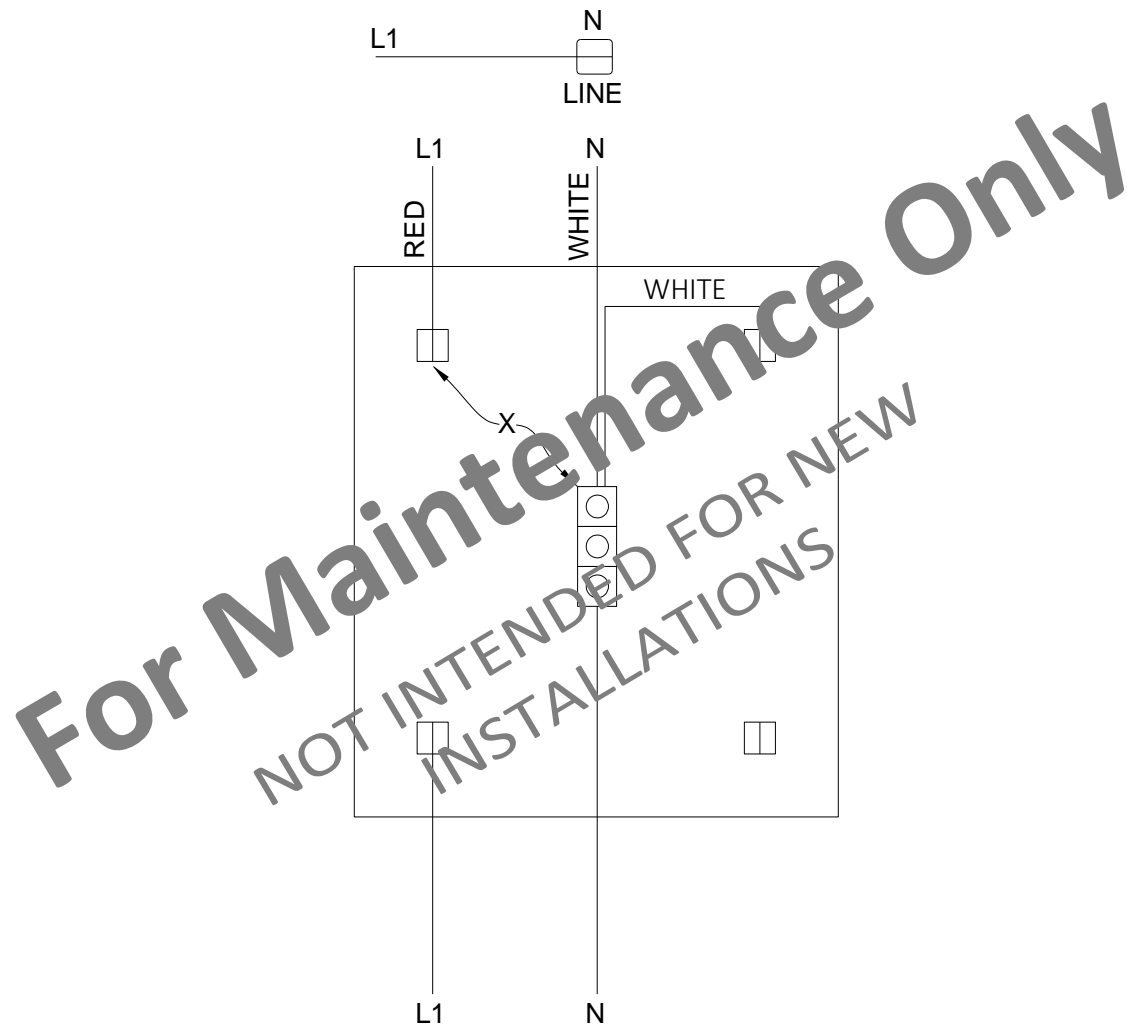 N
L1
LINE
L1 N
RED
WHITE
WHITE
X
For Maintenance Only
NOT INTENDED FOR NEW
INSTALLATIONS
L1 N